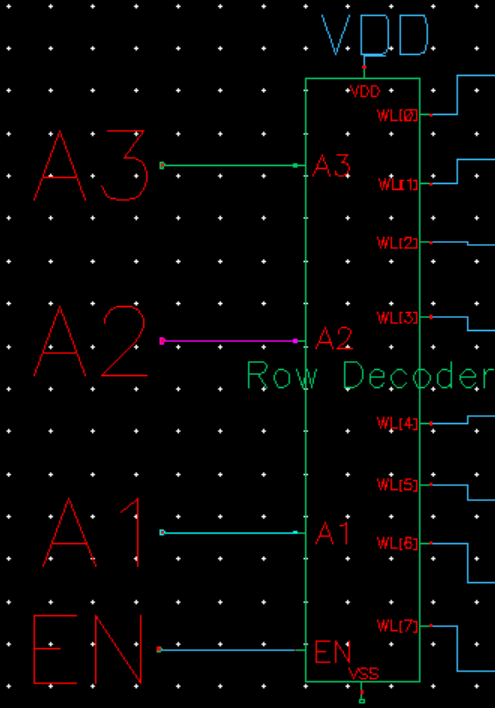 VDD
VDD
WL[0]
A3 A3
WL[1]
WL[2]
WL[3]
A2 A2
Row Decoder
WL[4]
WL[5]
A1 A1
WL[6]
WL[7]
EN EN
VSS